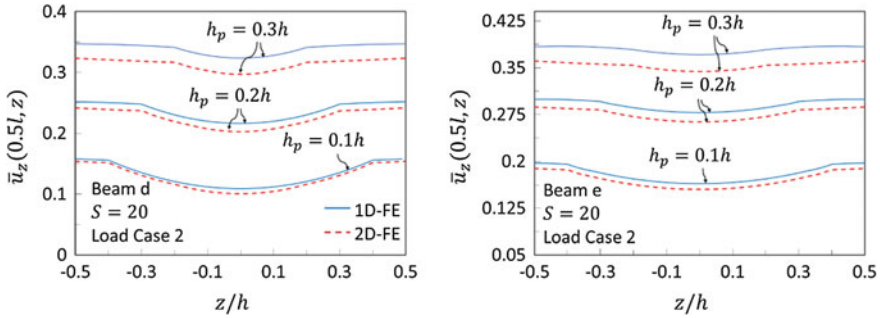 0.4
0.3
0.2
0.1
0
ū_z(0.5l, z)
h_p = 0.3h
h_p = 0.2h
h_p = 0.1h
Beam d
S = 20
Load Case 2
1D-FE
2D-FE
-0.5 -0.3 -0.1 0.1 0.3 0.5
z/h
0.425
0.35
0.275
0.2
0.125
0.05
ū_z(0.5l, z)
h_p = 0.3h
h_p = 0.2h
h_p = 0.1h
Beam e
S = 20
Load Case 2
-0.5 -0.3 -0.1 0.1 0.3 0.5
z/h